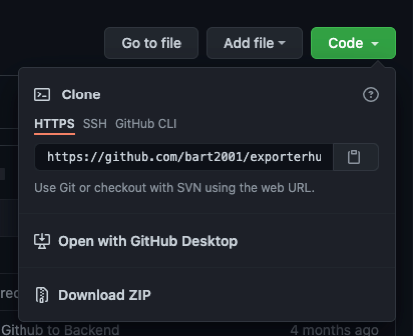 Go to file Add file Code
Clone
HTTPS SSH GitHub CLI
https://github.com/bart2001/exporterhu
Use Git or checkout with SVN using the web URL.
Open with GitHub Desktop
Download ZIP
Github to Backend 4 months ago